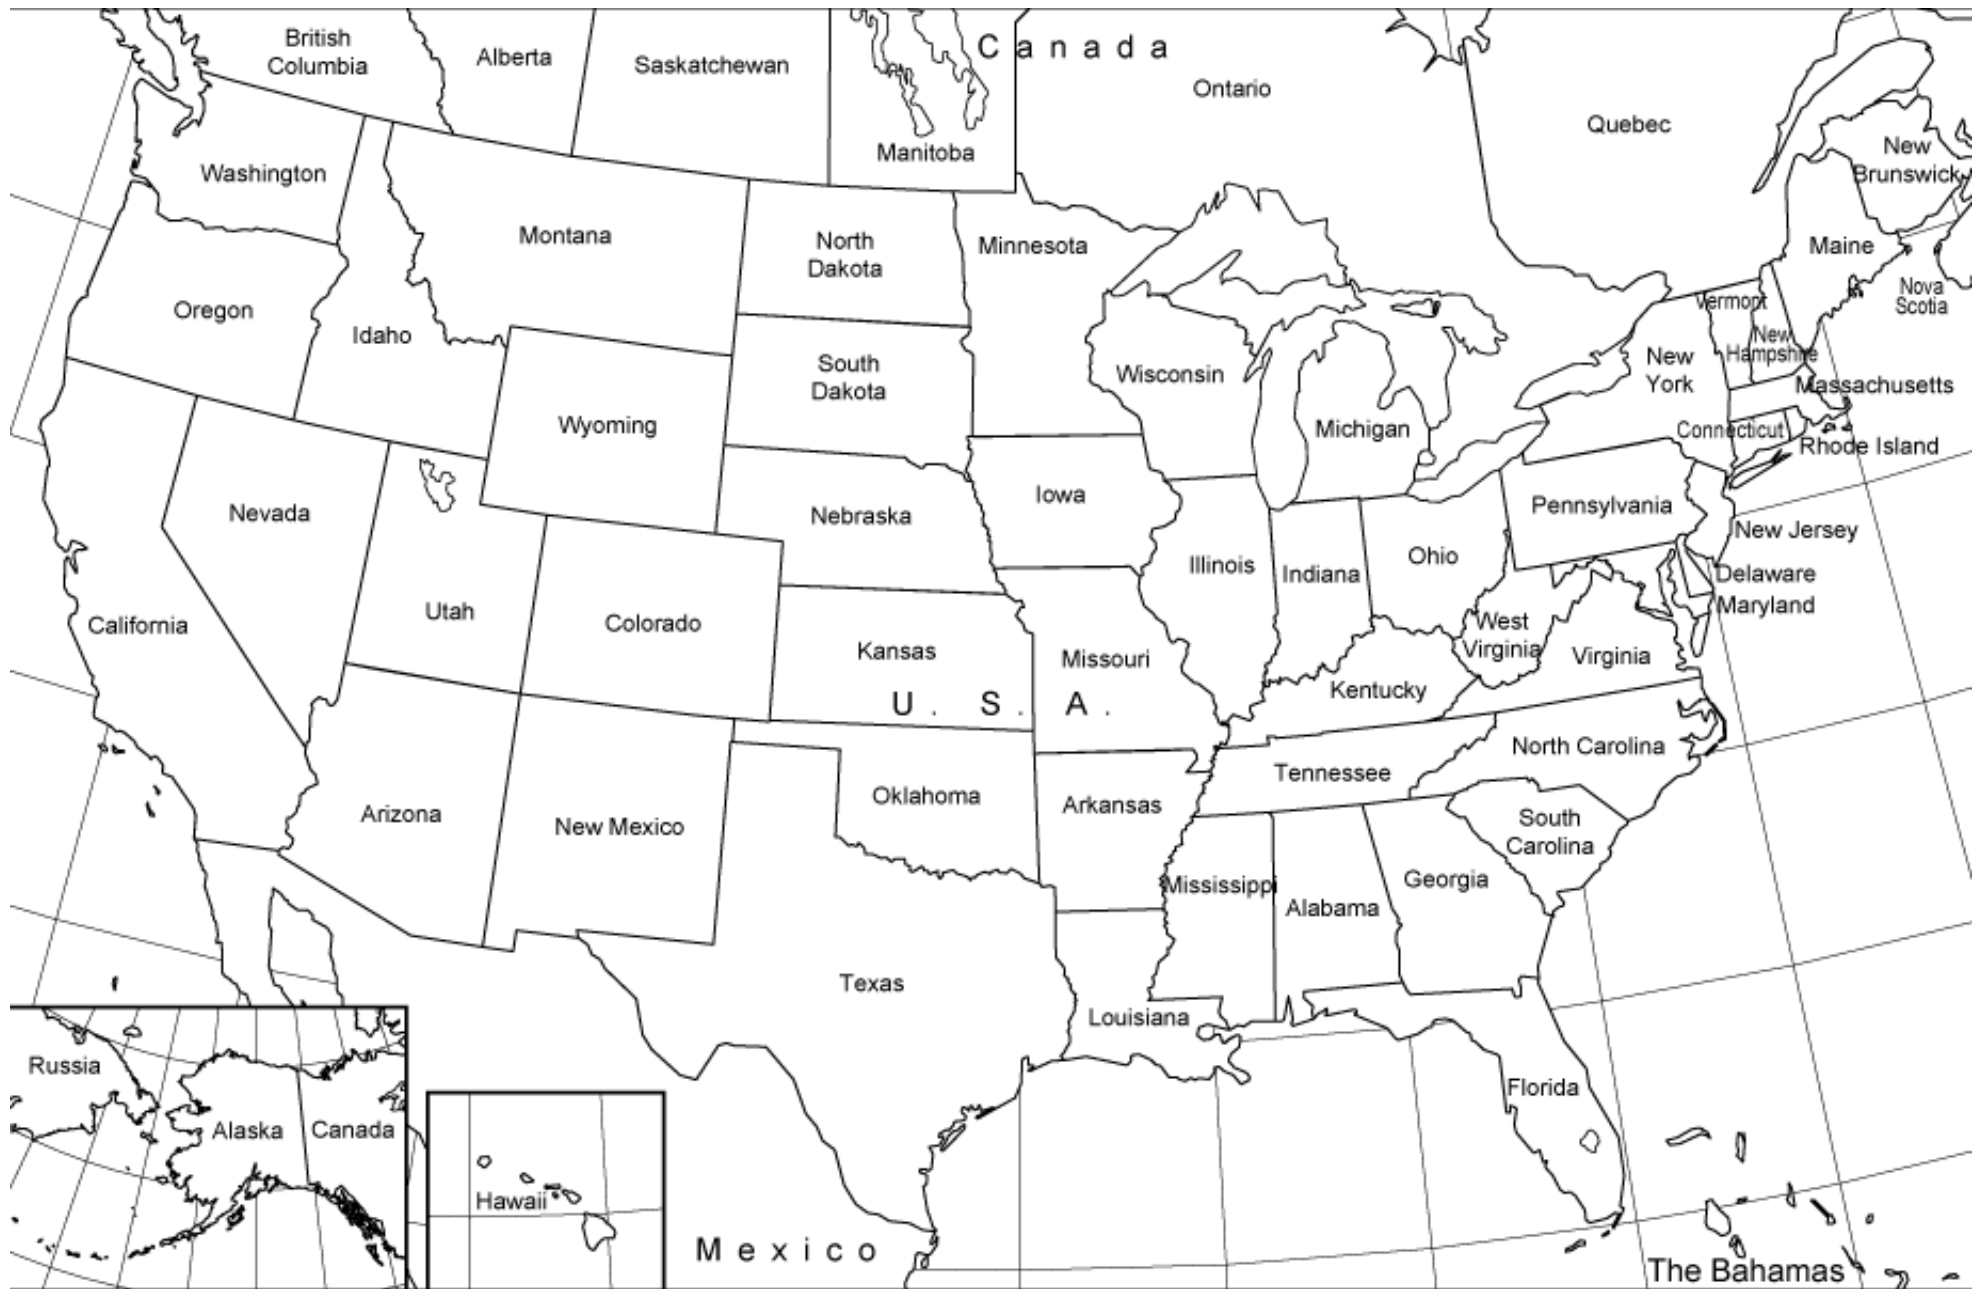 British
Columbia
Alberta
Saskatchewan
Manitoba
Canada
Ontario
Quebec
New
Brunswick
Nova
Scotia
Washington
Montana
North
Dakota
Minnesota
Maine
Vermont
New
Hampshire
Oregon
Idaho
South
Dakota
Wisconsin
New
York
Massachusetts
Wyoming
Michigan
Connecticut
Rhode Island
Nevada
Nebraska
Iowa
Pennsylvania
New Jersey
Illinois
Indiana
Ohio
Delaware
Maryland
California
Utah
Colorado
Kansas
Missouri
West
Virginia
Virginia
Kentucky
U. S. A.
North Carolina
Tennessee
Arizona
New Mexico
Oklahoma
Arkansas
South
Carolina
Mississippi
Alabama
Georgia
Texas
Louisiana
Florida
Russia
Alaska
Canada
Hawaii
Mexico
The Bahamas